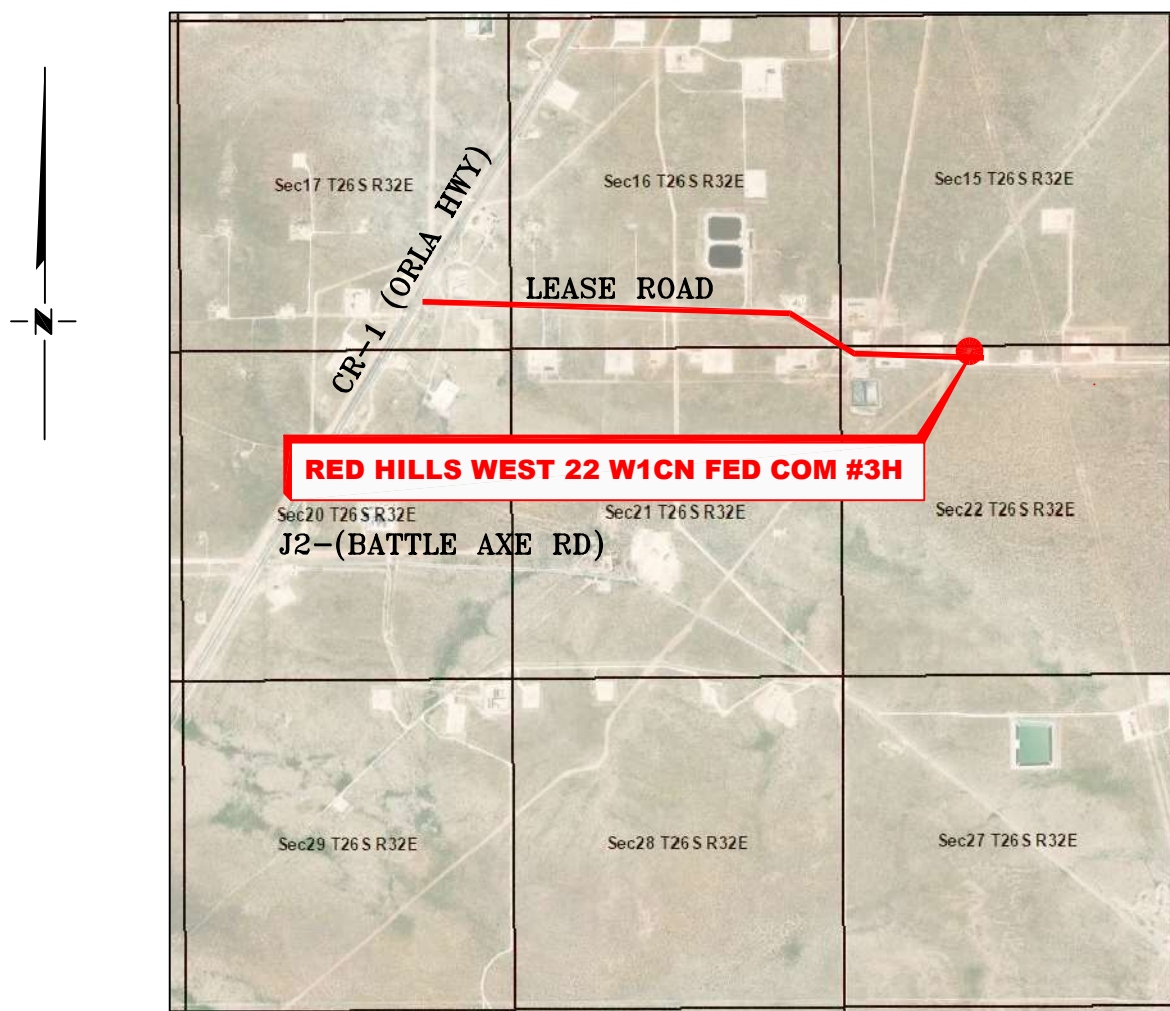 Sec17 T26 S R32E
Sec16 T26 S R32E
Sec15 T26 S R32E
CR-1 (ORLA HWY)
LEASE ROAD
N
RED HILLS WEST 22 W1CN FED COM #3H
Sec20 T26 S R32E
Sec21 T26 S R32E
Sec22 T26 S R32E
J2-(BATTLE AXE RD)
Sec29 T26 S R32E
Sec28 T26 S R32E
Sec27 T26 S R32E